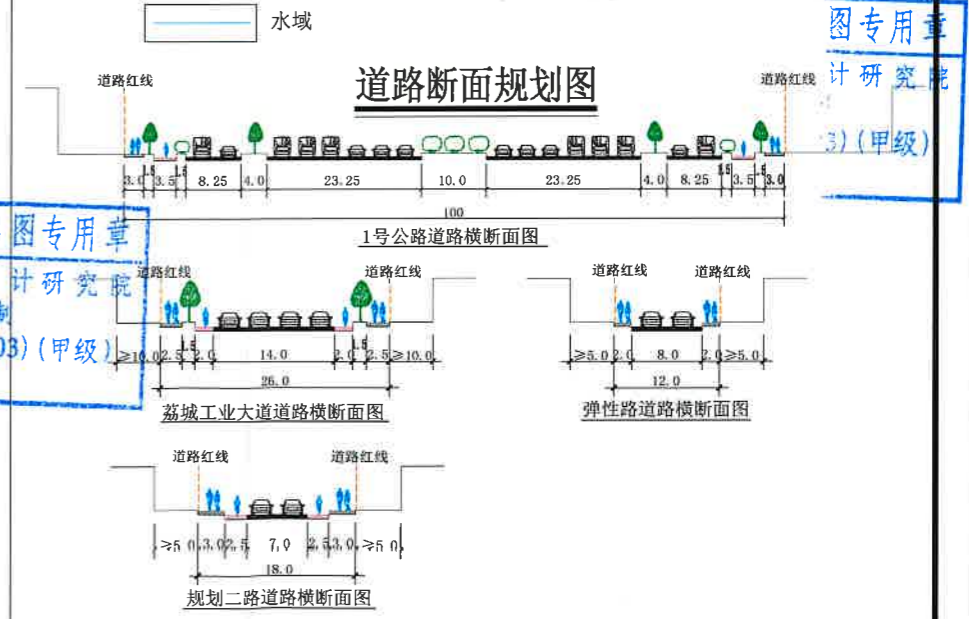 水域
图专用章
计研究院
3)(甲级)
道路断面规划图
道路红线
道路红线
3.0 1.5 3.5 1.5 8.25 4.0 23.25 10.0 23.25 4.0 8.25 1.5 3.5 1.5 3.0
100
1号公路道路横断面图
图专用章
计研究院
制
03)(甲级)
道路红线
道路红线
≥10.0 2.5 1.5 2.0 14.0 2.0 1.5 2.5 ≥10.0
26.0
荔城工业大道道路横断面图
道路红线
道路红线
≥5.0 2.0 8.0 2.0 ≥5.0
12.0
弹性路道路横断面图
道路红线
道路红线
≥5.0 3.0 2.5 7.0 2.5 3.0 ≥5.0
18.0
规划二路道路横断面图